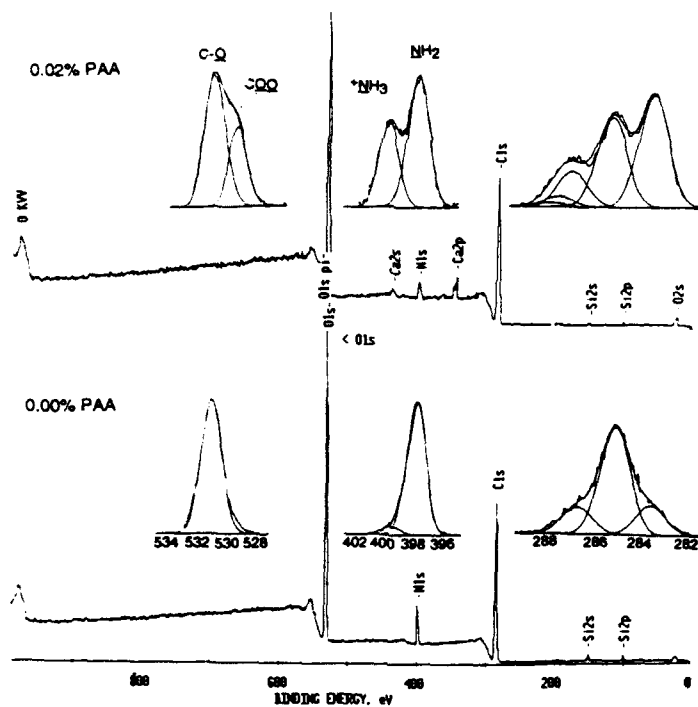 0.02% PAA
C-O
COO
+NH3
NH2
-C1s
O KVV
-Ca2s
-N1s
-Ca2p
-Si2s
-Si2p
-O2s
O1s-O1s pl-
< O1s
0.00% PAA
C1s
534 532 530 528
402 400 398 396
288 286 284 282
-N1s
-Si2s
-Si2p
800 600 400 200 0
BINDING ENERGY, eV